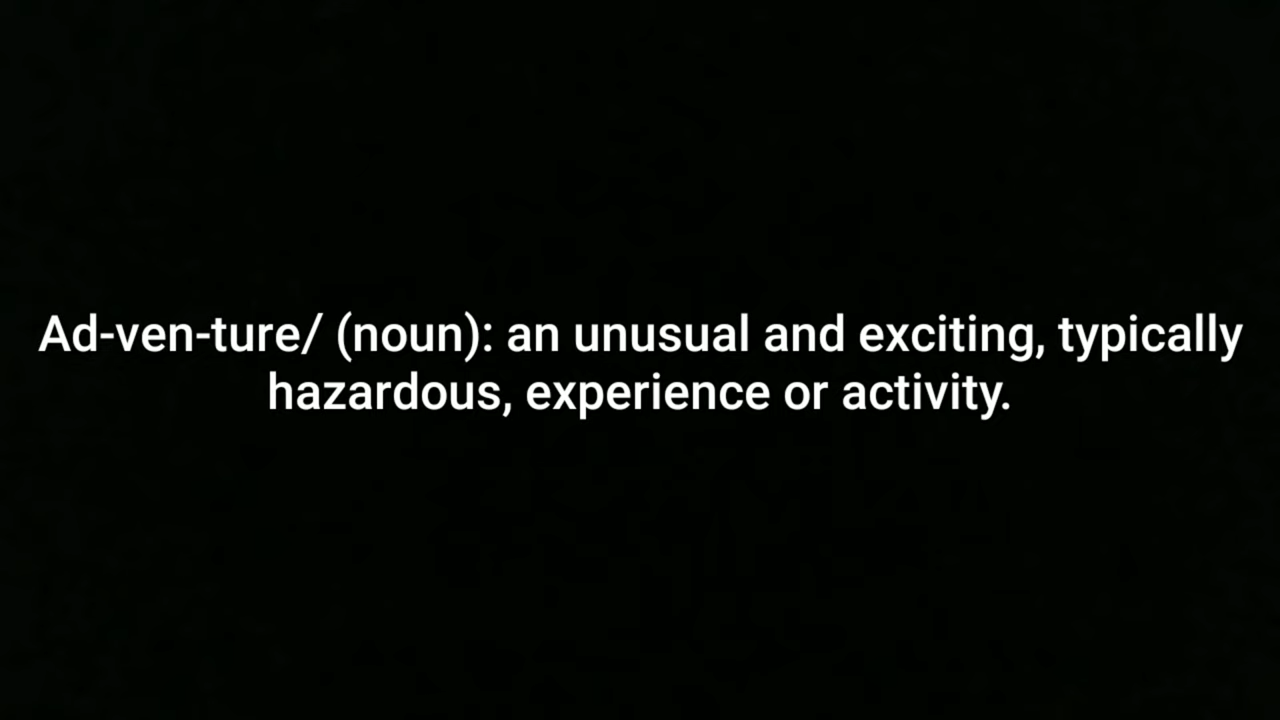 Ad-ven-ture/ (noun): an unusual and exciting, typically
hazardous, experience or activity.